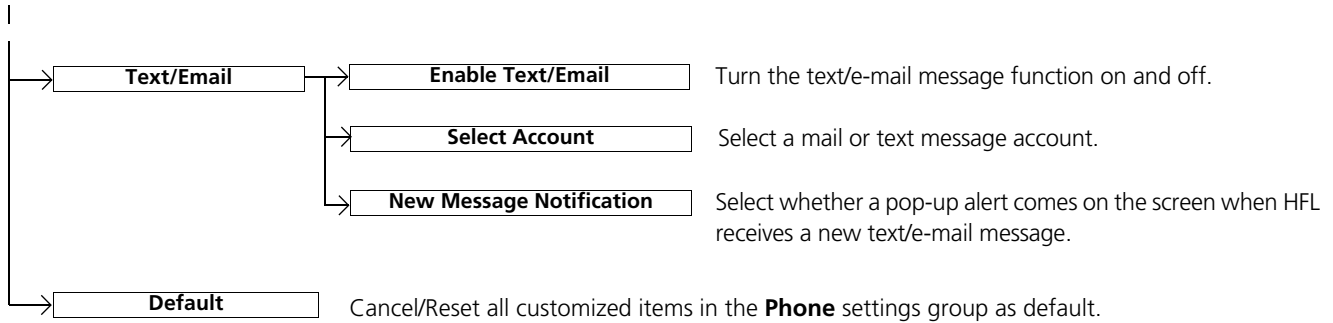 Text/Email
Enable Text/Email
Turn the text/e-mail message function on and off.
Select Account
Select a mail or text message account.
New Message Notification
Select whether a pop-up alert comes on the screen when HFL
receives a new text/e-mail message.
Default
Cancel/Reset all customized items in the Phone settings group as default.